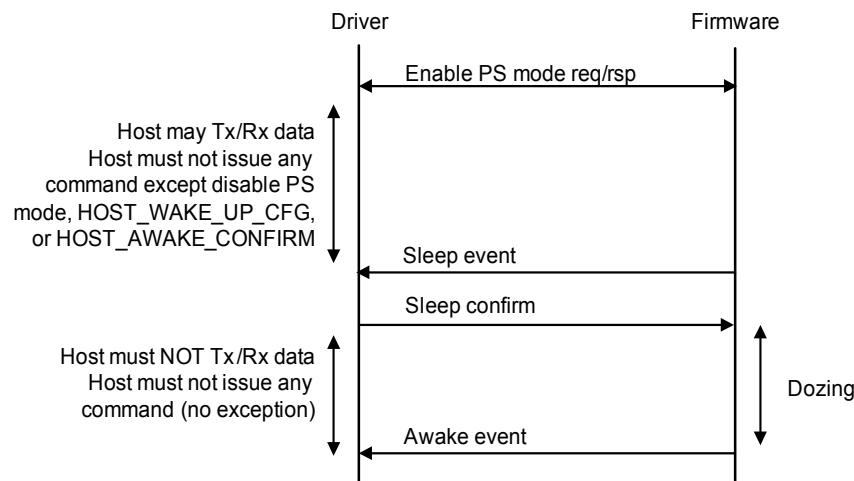 Driver
Firmware
Enable PS mode req/rsp
Host may Tx/Rx data
Host must not issue any
command except disable PS
mode, HOST_WAKE_UP_CFG,
or HOST_AWAKE_CONFIRM
Sleep event
Sleep confirm
Host must NOT Tx/Rx data
Host must not issue any
command (no exception)
Dozing
Awake event